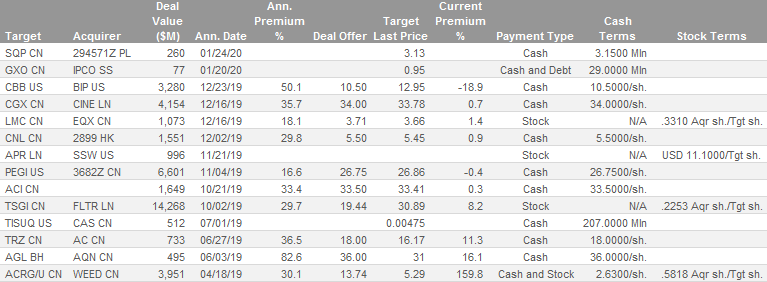 Deal Ann. Current
Value Premium Target Premium Cash
Target Acquirer ($M) Ann. Date % Deal Offer Last Price % Payment Type Terms Stock Terms
SQP CN 294571Z PL 260 01/24/20 3.13 Cash 3.1500 Mln
GXO CN IPCO SS 77 01/20/20 0.95 Cash and Debt 29.0000 Mln
CBB US BIP US 3,280 12/23/19 50.1 10.50 12.95 -18.9 Cash 10.5000/sh.
CGX CN CINE LN 4,154 12/16/19 35.7 34.00 33.78 0.7 Cash 34.0000/sh.
LMC CN EQX CN 1,073 12/16/19 18.1 3.71 3.66 1.4 Stock N/A .3310 Aqr sh./Tgt sh.
CNL CN 2899 HK 1,551 12/02/19 29.8 5.50 5.45 0.9 Cash 5.5000/sh.
APR LN SSW US 996 11/21/19 Stock N/A USD 11.1000/Tgt sh.
PEGI US 3682Z CN 6,601 11/04/19 16.6 26.75 26.86 -0.4 Cash 26.7500/sh.
ACI CN 1,649 10/21/19 33.4 33.50 33.41 0.3 Cash 33.5000/sh.
TSGI CN FLTR LN 14,268 10/02/19 29.7 19.44 30.89 8.2 Stock N/A .2253 Aqr sh./Tgt sh.
TISUQ US CAS CN 512 07/01/19 0.00475 Cash 207.0000 Mln
TRZ CN AC CN 733 06/27/19 36.5 18.00 16.17 11.3 Cash 18.0000/sh.
AGL BH AQN CN 495 06/03/19 82.6 36.00 31 16.1 Cash 36.0000/sh.
ACRG/U CN WEED CN 3,951 04/18/19 30.1 13.74 5.29 159.8 Cash and Stock 2.6300/sh. .5818 Aqr sh./Tgt sh.